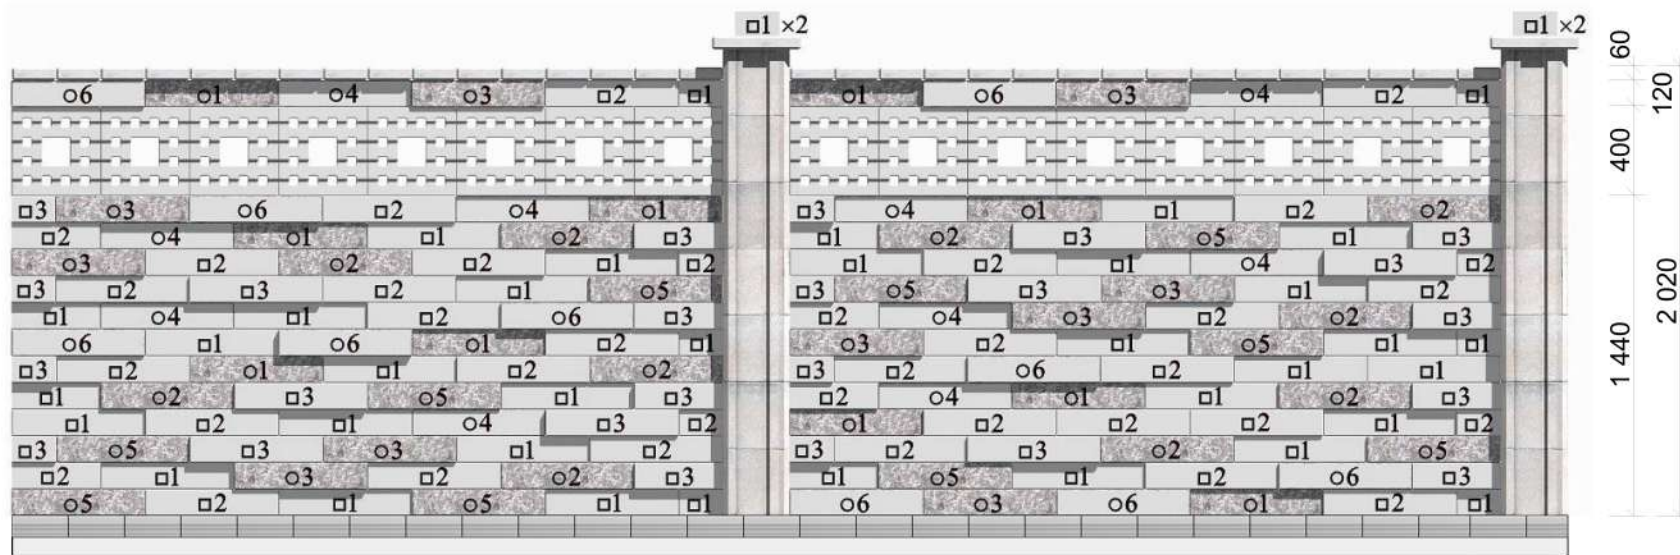 □1 ×2 □1 ×2
○6 ○1 ○4 ○3 □2 □1 ○1 ○6 ○3 ○4 □2 □1
□3 ○3 ○6 □2 ○4 ○1 □3 ○4 ○1 □1 □2 ○2
□2 ○4 ○1 □1 ○2 □3 □1 ○2 □3 ○5 □1 □3
○3 □2 ○2 □2 □1 □2 □1 □2 □1 ○4 □3 □2
□3 □2 □3 □2 □1 ○5 □3 ○5 □3 ○3 □1 □2
□1 ○4 □1 □2 ○6 □3 □2 ○4 ○3 □2 ○2 □3
○6 □1 ○6 ○1 □2 □1 ○3 □2 □1 ○5 □1 □1
□3 □2 ○1 □1 □2 ○2 □3 □2 ○6 □2 □1 □1
□1 ○2 □3 ○5 □1 □3 □2 ○4 ○1 □1 ○2 □3
□1 □2 □1 ○4 □3 □2 ○1 □2 □2 □2 □1 □2
□3 ○5 □3 ○3 □1 □2 □3 □2 □3 ○2 □1 ○5
□2 □1 ○3 □2 ○2 □3 □1 ○5 □1 □2 ○6 □3
○5 □2 □1 ○5 □1 □1 ○6 ○3 ○6 ○1 □2 □1
60
120
400
2 020
1 440